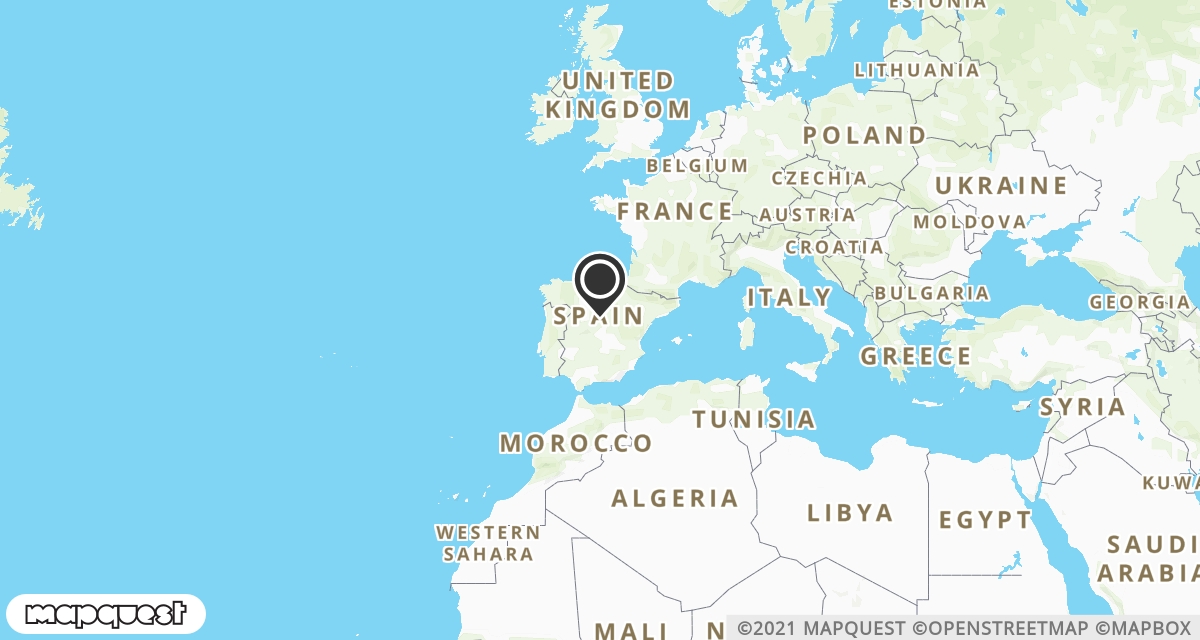 ESTONIA
LITHUANIA
UNITED
KINGDOM
POLAND
BELGIUM
CZECHIA
UKRAINE
FRANCE
AUSTRIA
MOLDOVA
CROATIA
ITALY
BULGARIA
GEORGIA
SPAIN
GREECE
SYRIA
TUNISIA
MOROCCO
KUWA
ALGERIA
LIBYA
EGYPT
WESTERN
SAHARA
SAUDI
ARABIA
mapquest
MALI
N
©2021 MAPQUEST ©OPENSTREETMAP ©MAPBOX